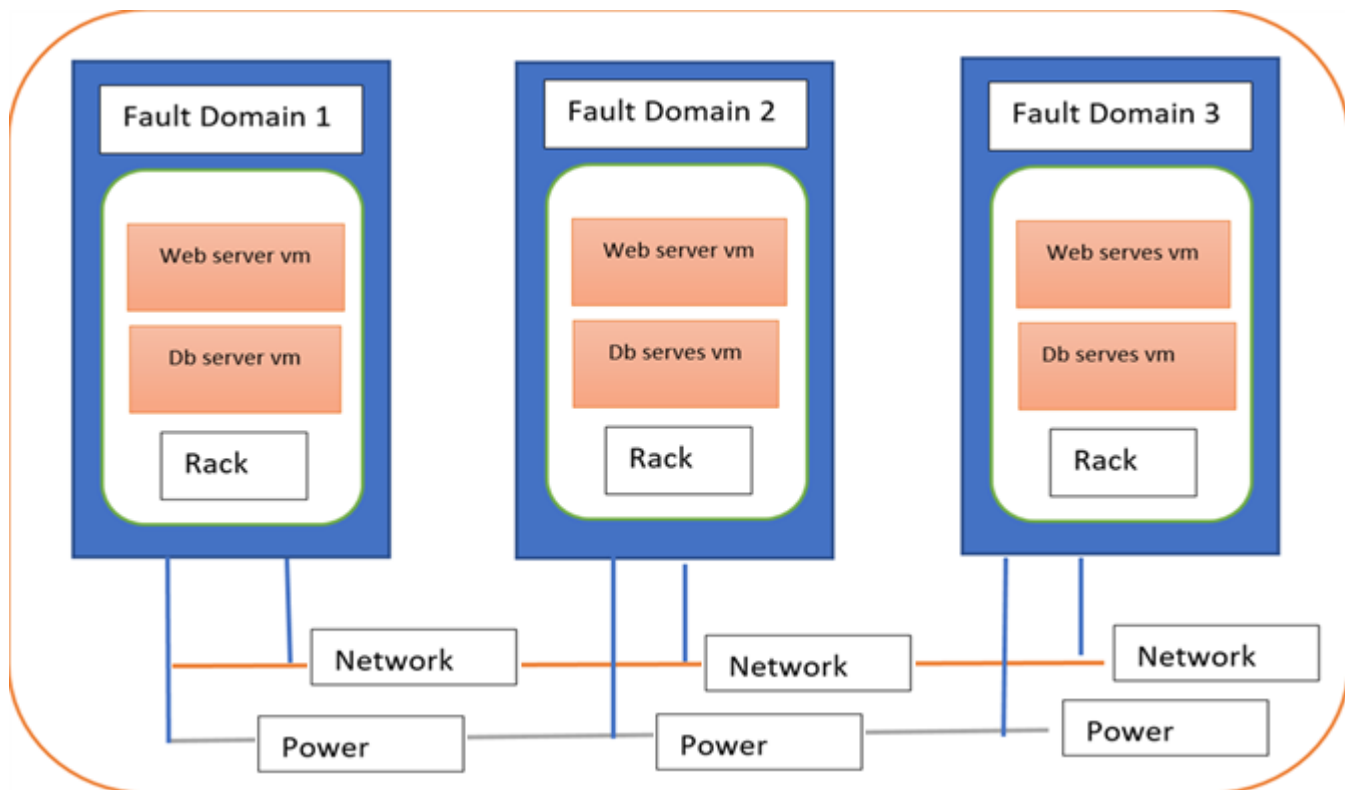 Fault Domain 1
Fault Domain 2
Fault Domain 3
Web server vm
Web server vm
Web serves vm
Db server vm
Db serves vm
Db serves vm
Rack
Rack
Rack
Network
Network
Network
Power
Power
Power